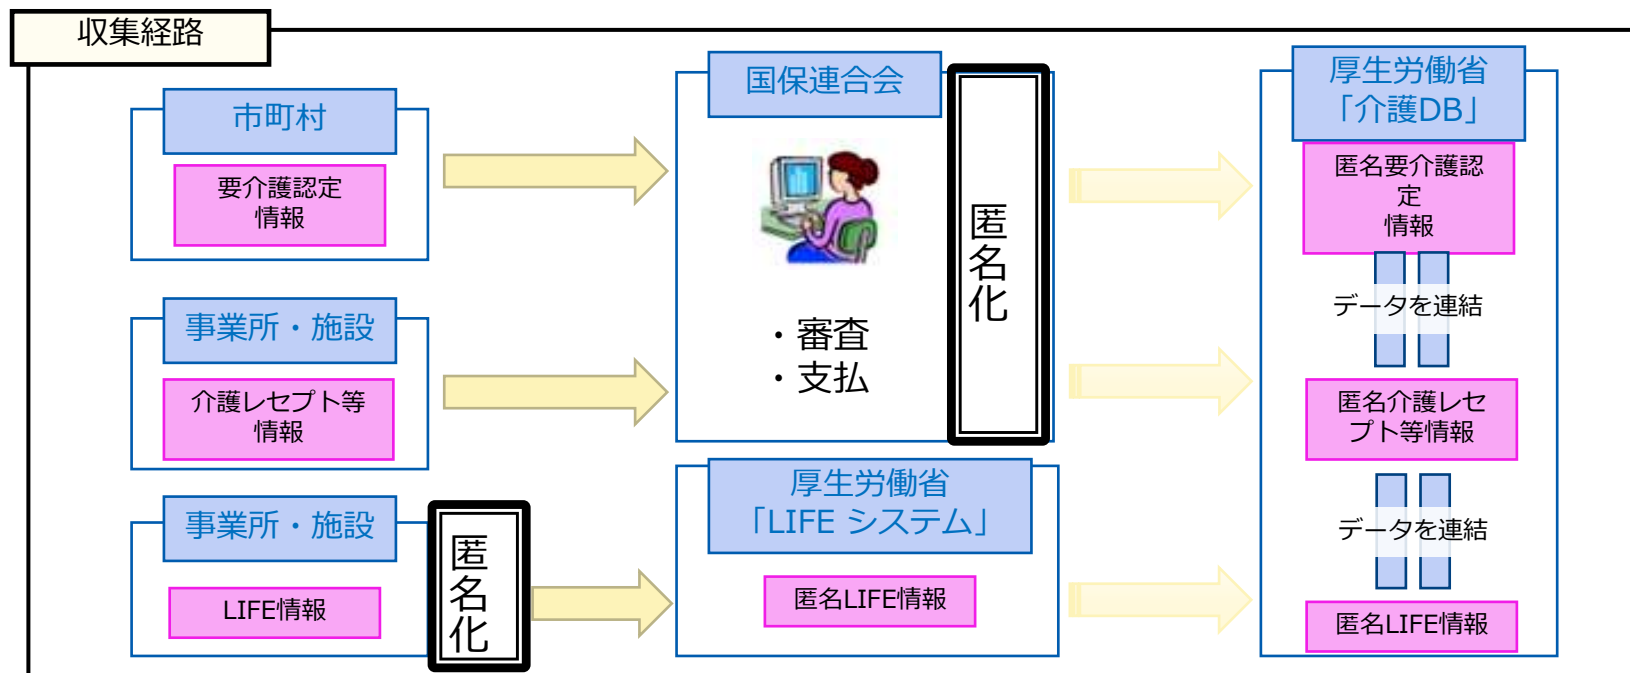 収集経路
市町村
要介護認定
情報
事業所・施設
介護レセプト等
情報
事業所・施設
LIFE情報
匿名化
国保連合会
・審査
・支払
匿名化
厚生労働省
「LIFE システム」
匿名LIFE情報
厚生労働省
「介護DB」
匿名要介護認
定
情報
データを連結
匿名介護レセ
プト等情報
データを連結
匿名LIFE情報